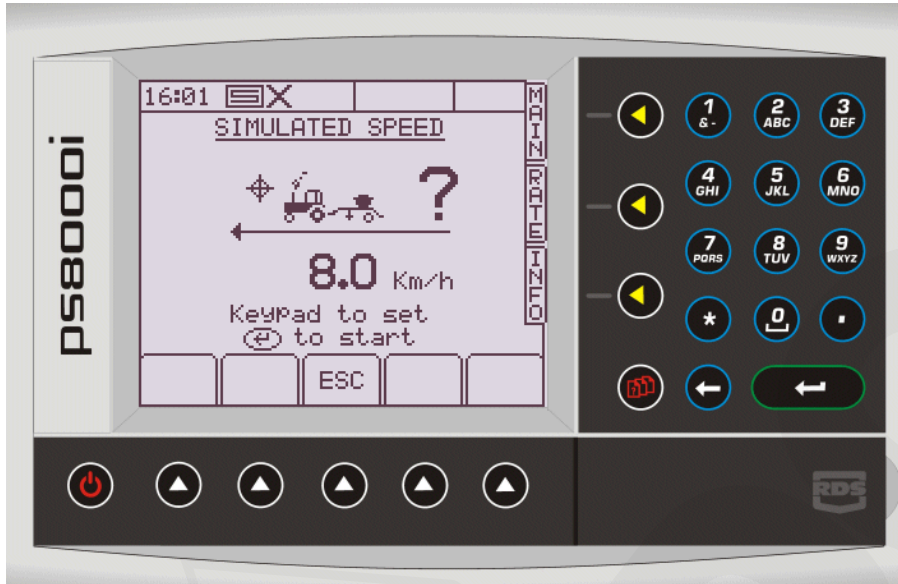 ps8000i
16:01
SIMULATED SPEED
?
8.0 Km/h
Keypad to set
to start
ESC
MAIN
RATE
INFO
1
& -
2
ABC
3
DEF
4
GHI
5
JKL
6
MNO
7
PQRS
8
TUV
9
WXYZ
*
0
.
RDS